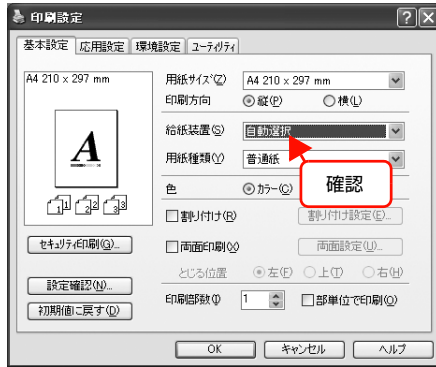 印刷設定
基本設定 応用設定 環境設定 ユーティリティ
A4 210 x 297 mm
用紙サイズ(Z) A4 210 x 297 mm
印刷方向 縦(P) 横(L)
給紙装置(S) 自動選択
用紙種類(Y) 普通紙
確認
色 カラー(C)
A
1 1 2 2 3 3
割り付け(R) 割り付け設定(E)...
セキュリティ印刷(G)...
両面印刷(X) 両面設定(U)...
とじる位置 左(F) 上(T) 右(H)
設定確認(N)...
印刷部数(I) 1 部単位で印刷(O)
初期値に戻す(D)
OK キャンセル ヘルプ